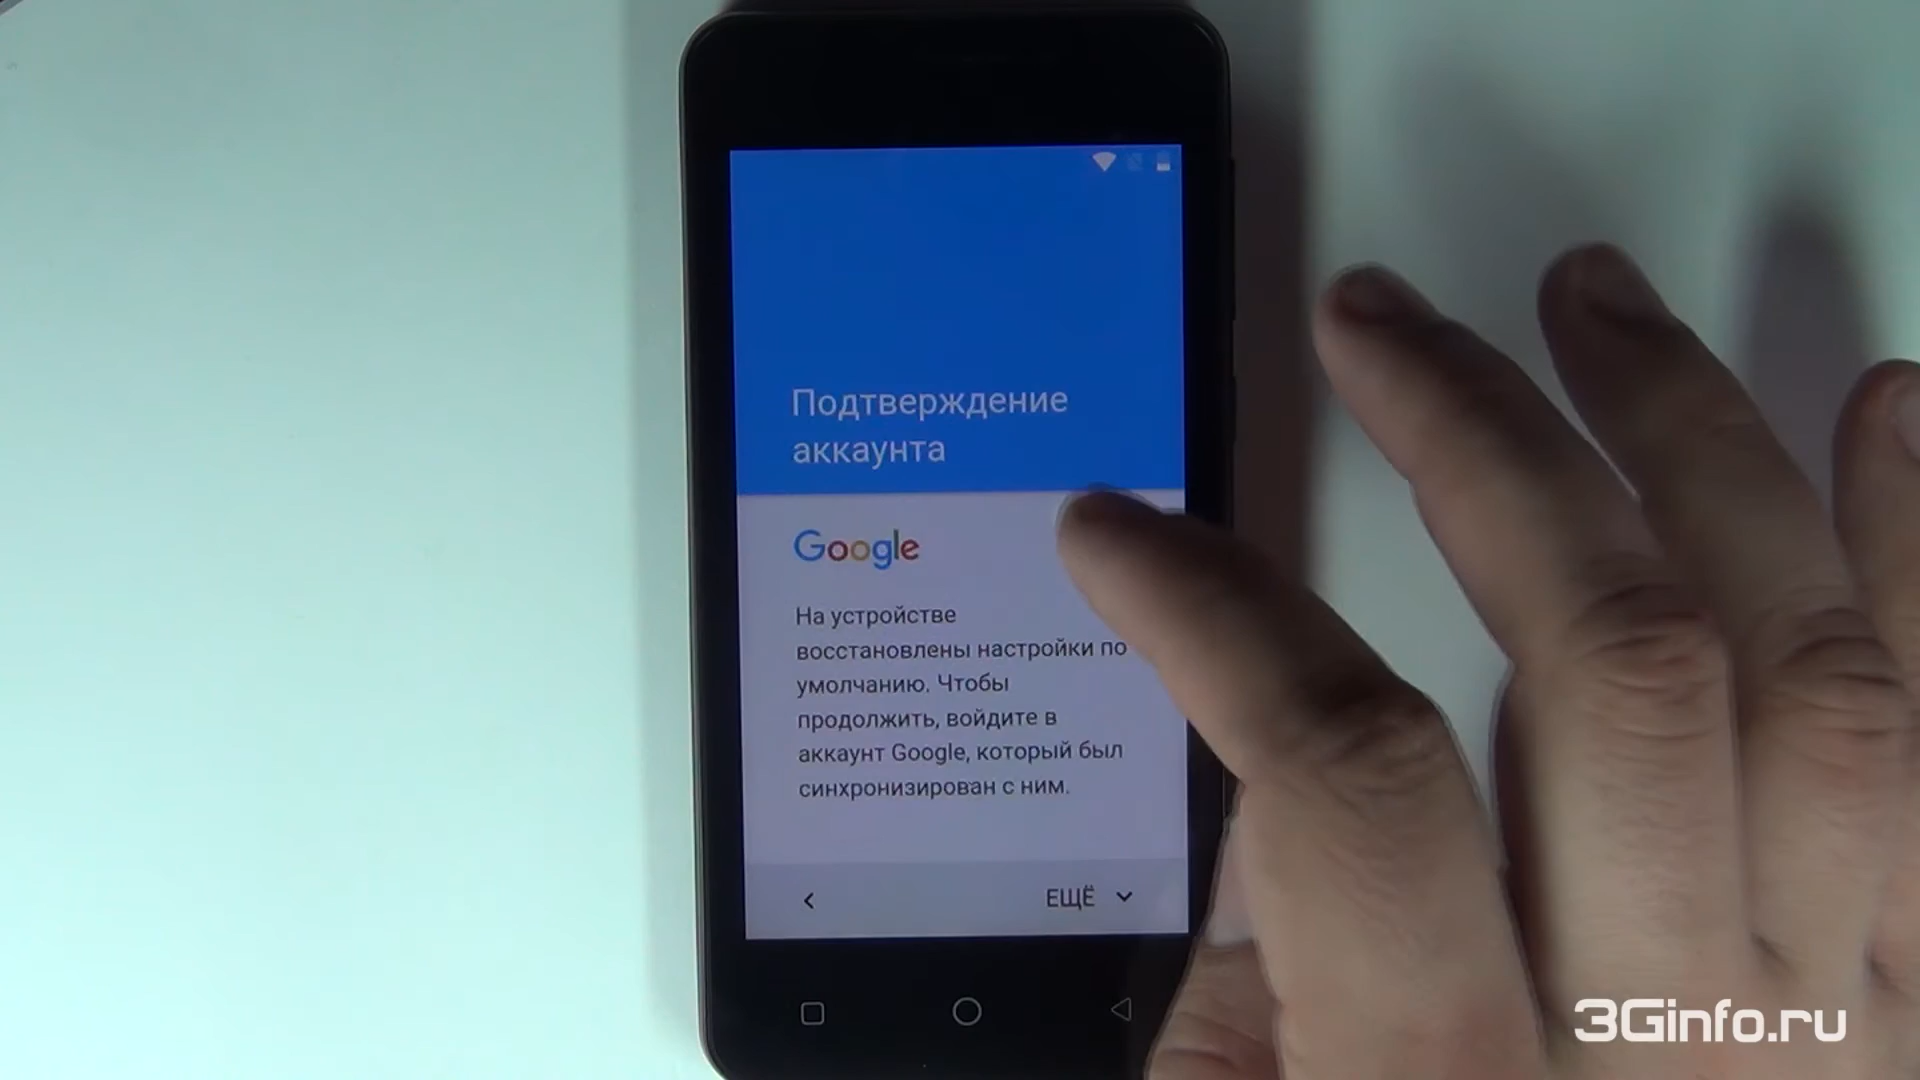 Подтверждение
аккаунта
Google
На устройстве
восстановлены настройки по
умолчанию. Чтобы
продолжить, войдите в
аккаунт Google, который был
синхронизирован с ним.
ЕЩЁ
3Ginfo.ru